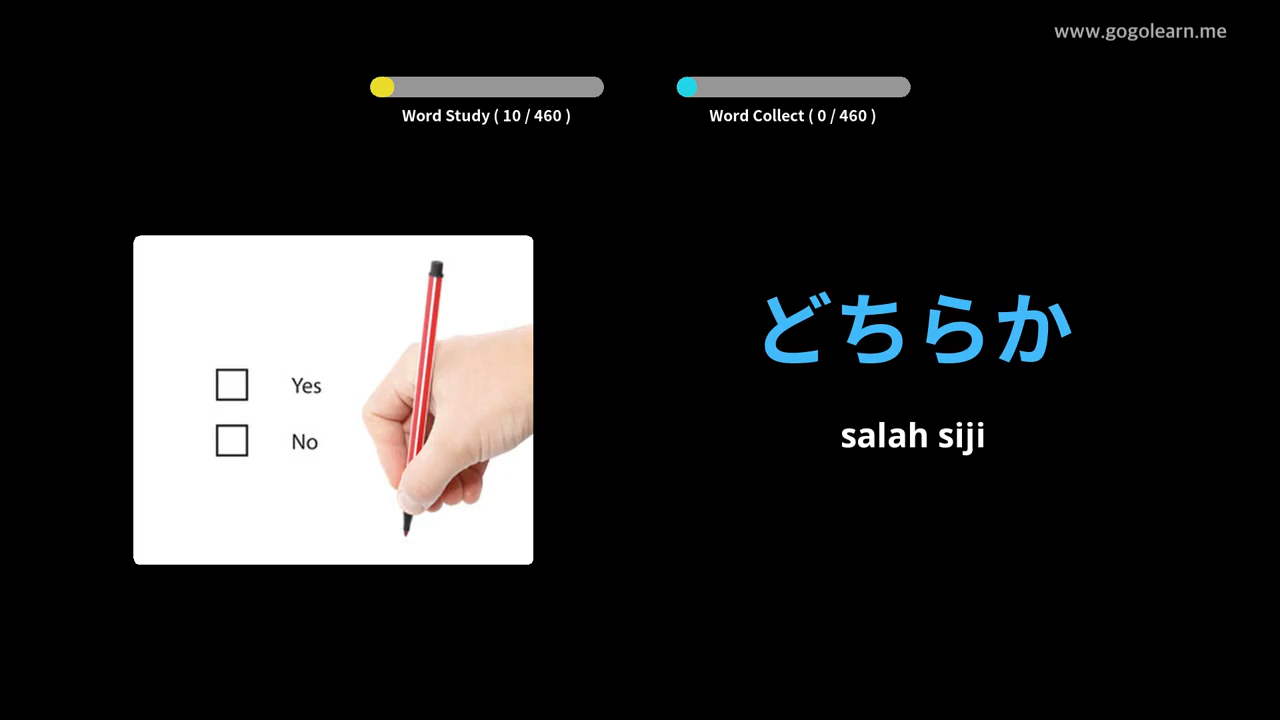 www.gogolearn.me
Word Study ( 10 / 460 )
Word Collect ( 0 / 460 )
Yes
No
どちらか
salah siji